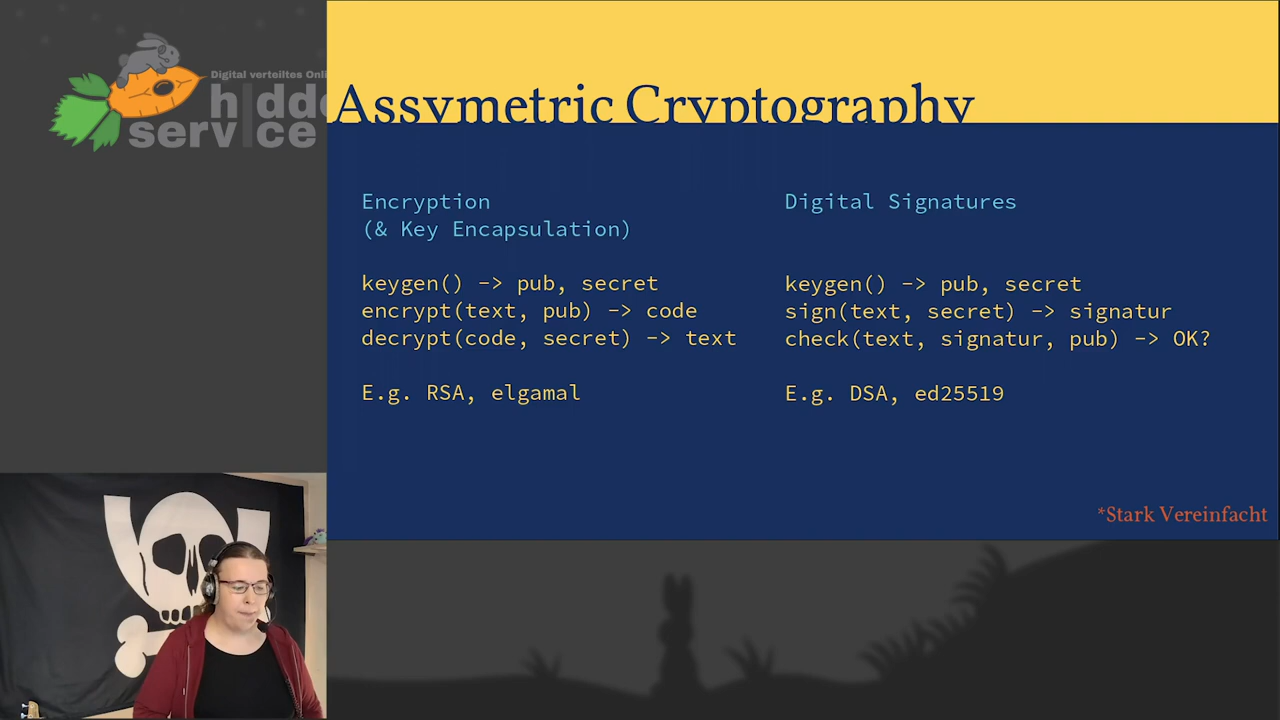 Digital verteiltes Onli
hidde
service
Assymetric Cryptography
Encryption
(& Key Encapsulation)
keygen() -> pub, secret
encrypt(text, pub) -> code
decrypt(code, secret) -> text
E.g. RSA, elgamal
Digital Signatures
keygen() -> pub, secret
sign(text, secret) -> signatur
check(text, signatur, pub) -> OK?
E.g. DSA, ed25519
*Stark Vereinfacht